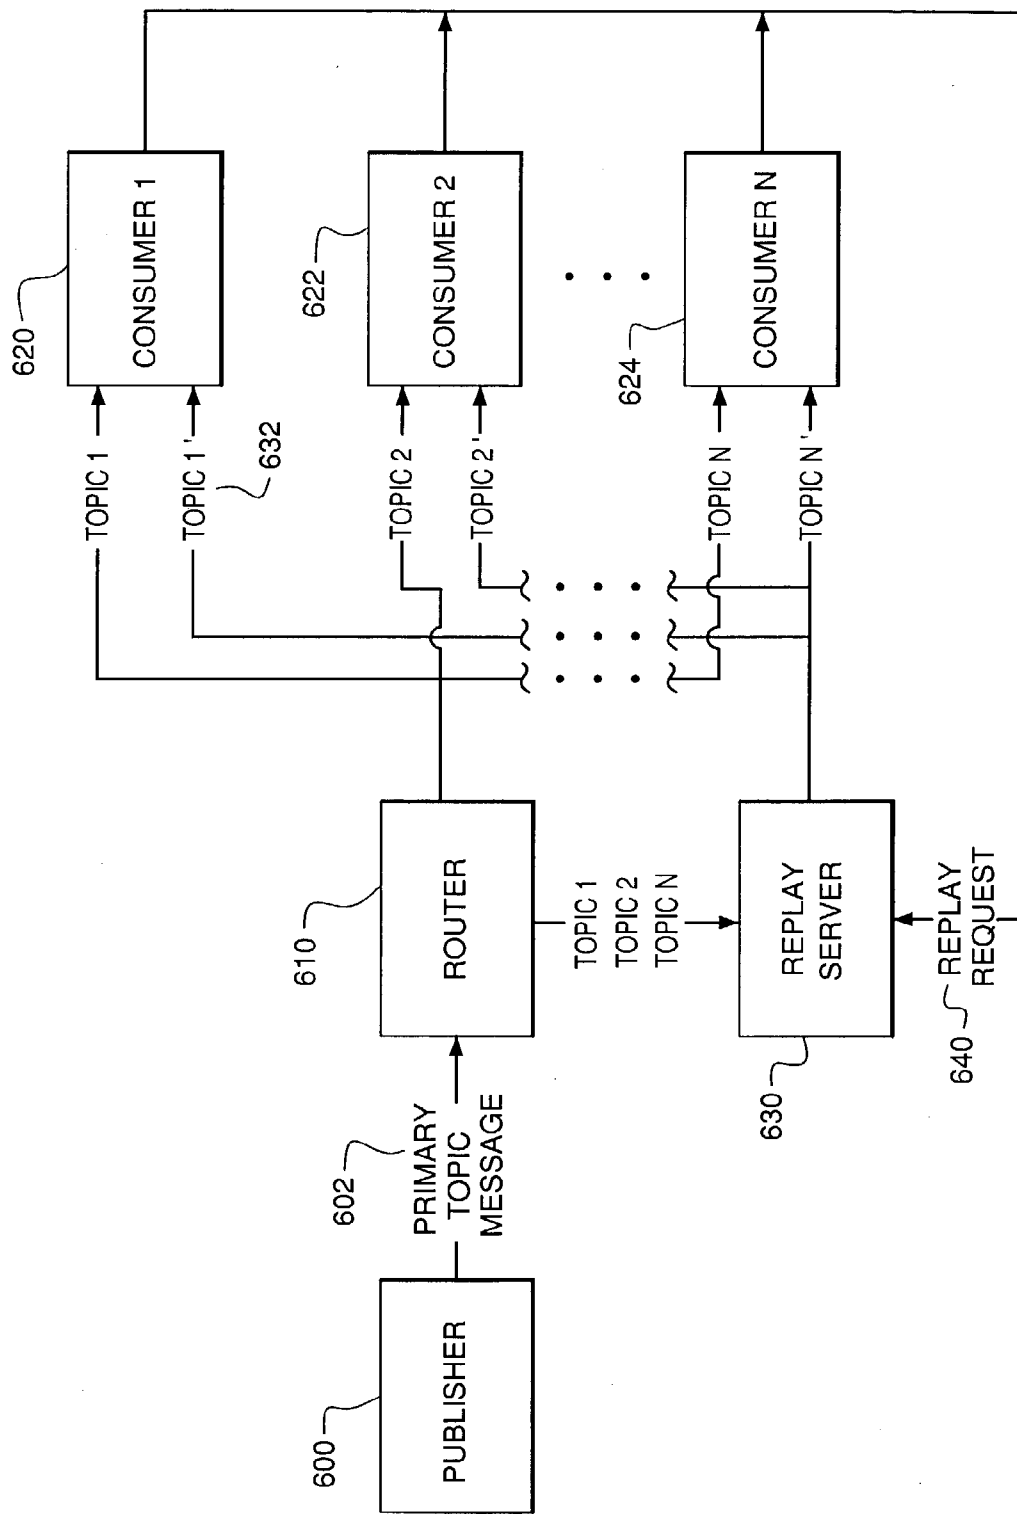 620
CONSUMER 1
622
CONSUMER 2
624
CONSUMER N
TOPIC 1
TOPIC 1'
632
TOPIC 2
TOPIC 2'
TOPIC N
TOPIC N'
610
ROUTER
TOPIC 1
TOPIC 2
TOPIC N
REPLAY
SERVER
630
640
REPLAY
REQUEST
602
PRIMARY
TOPIC
MESSAGE
600
PUBLISHER